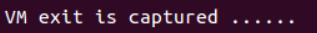 VM exit is captured ......